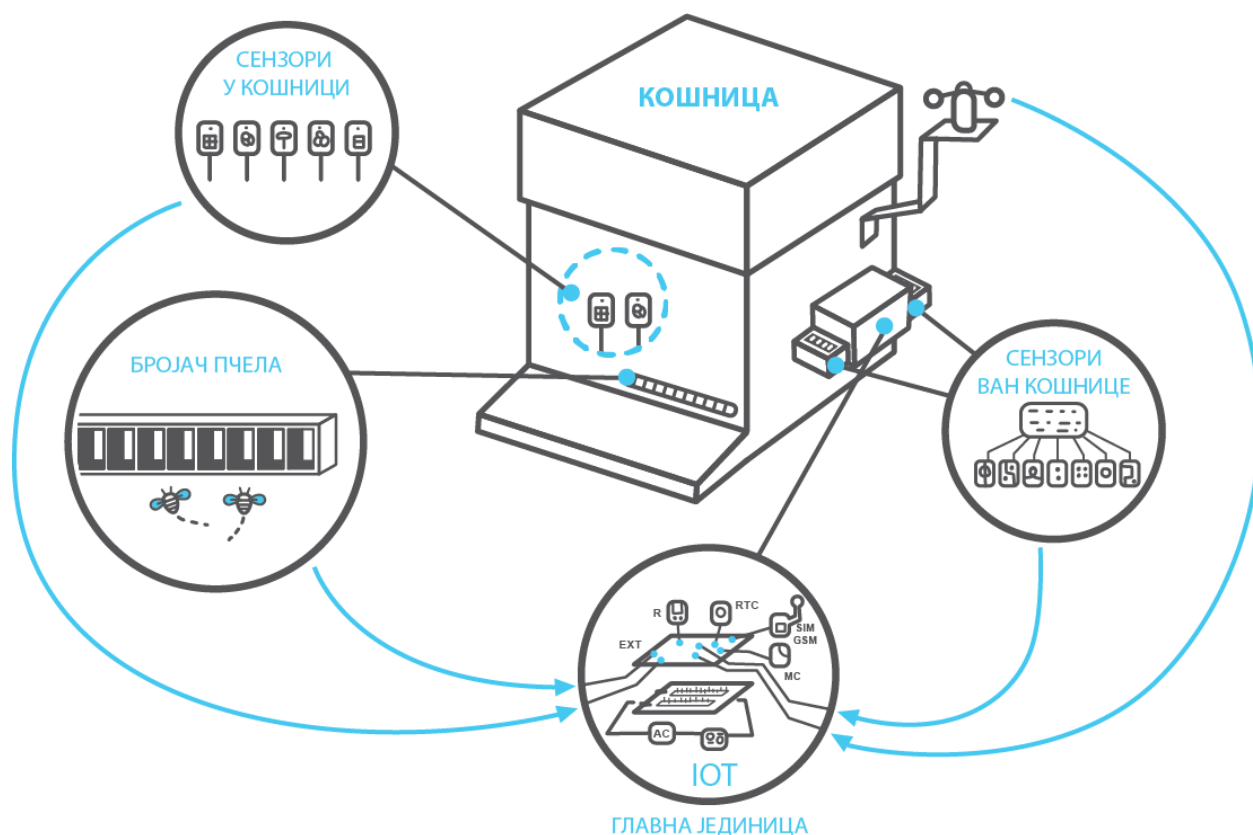 СЕНЗОРИ
У КОШНИЦИ
КОШНИЦА
БРОЈАЧ ПЧЕЛА
СЕНЗОРИ
ВАН КОШНИЦЕ
R
RTC
SIM
GSM
EXT
MC
AC
IOT
ГЛАВНА ЈЕДИНИЦА